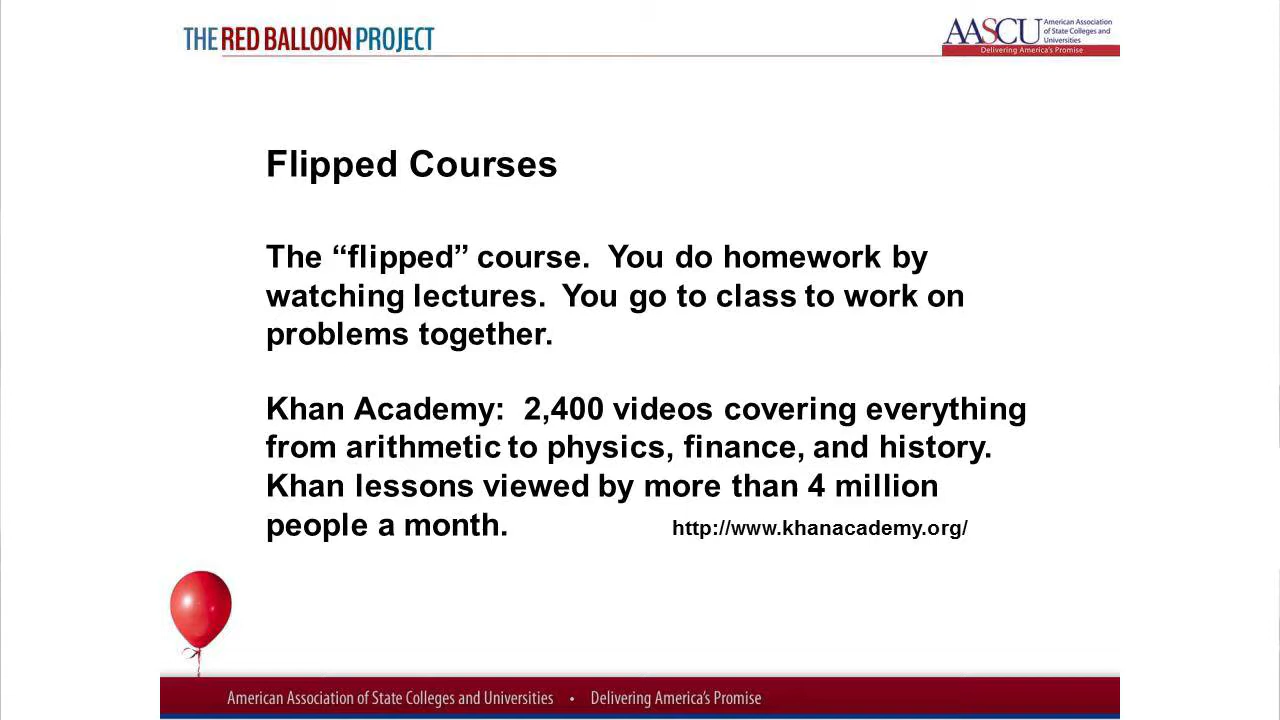 THE RED BALLOON PROJECT
AASCU American Association
of State Colleges and
Universities
Delivering America's Promise
Flipped Courses
The “flipped” course. You do homework by
watching lectures. You go to class to work on
problems together.
Khan Academy: 2,400 videos covering everything
from arithmetic to physics, finance, and history.
Khan lessons viewed by more than 4 million
people a month. http://www.khanacademy.org/
American Association of State Colleges and Universities • Delivering America's Promise